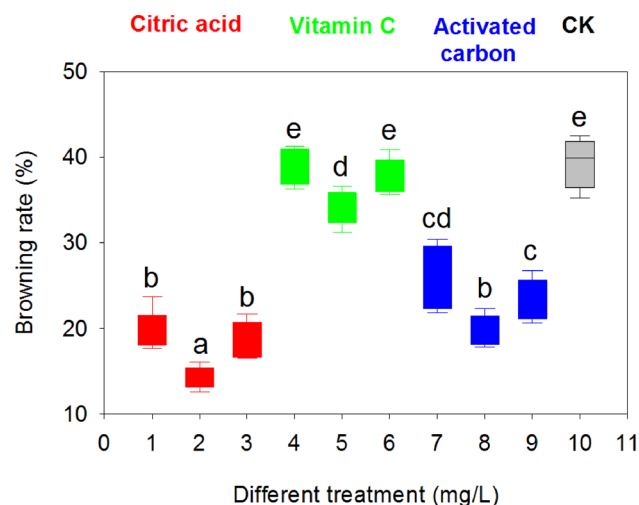 Citric acid Vitamin C Activated CK
carbon
50
e e e
40
d
cd
30
c
b b b
20
a
10
0 1 2 3 4 5 6 7 8 9 10 11
Browning rate (%)
Different treatment (mg/L)